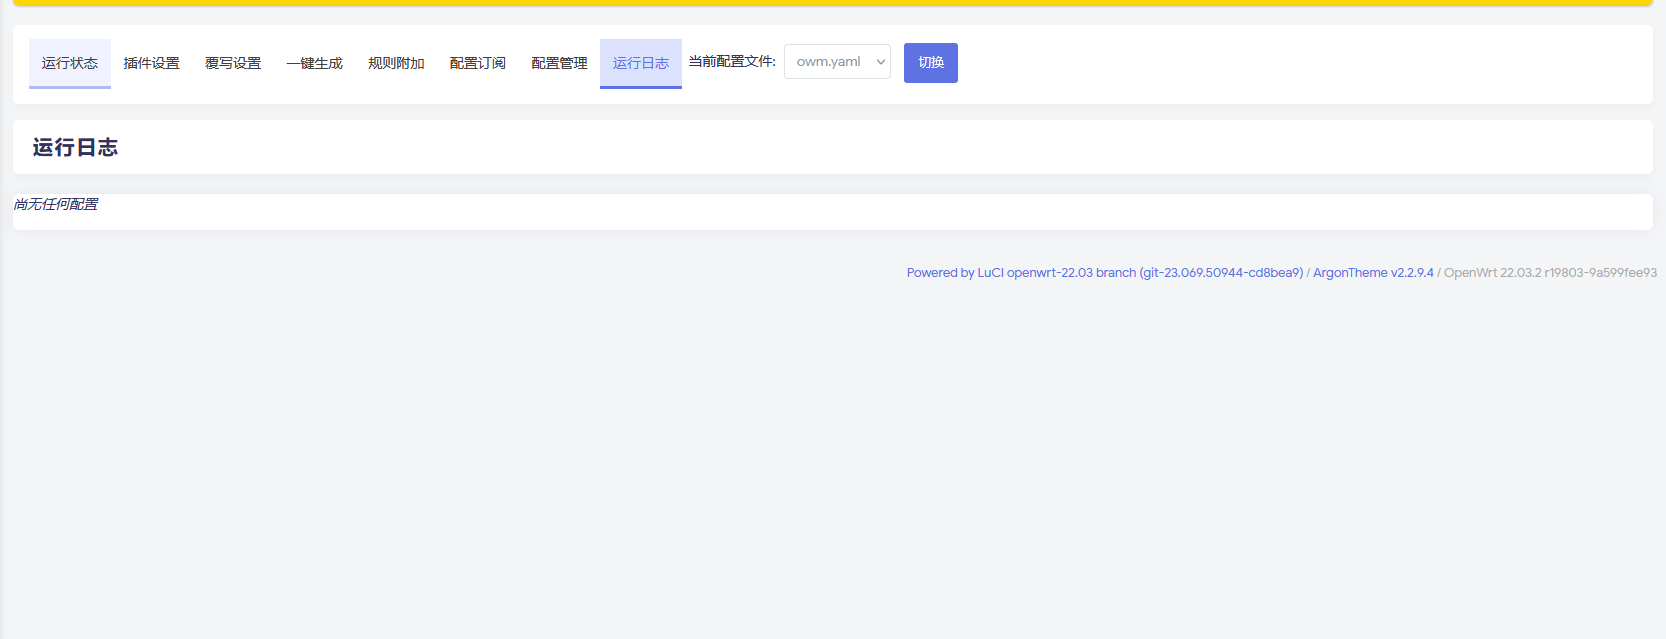 运行状态 插件设置 覆写设置 一键生成 规则附加 配置订阅 配置管理 运行日志 当前配置文件: owm.yaml 切换
运行日志
尚无任何配置
Powered by LuCI openwrt-22.03 branch (git-23.069.50944-cd8bea9) / ArgonTheme v2.2.9.4 / OpenWrt 22.03.2 r19803-9a599fee93